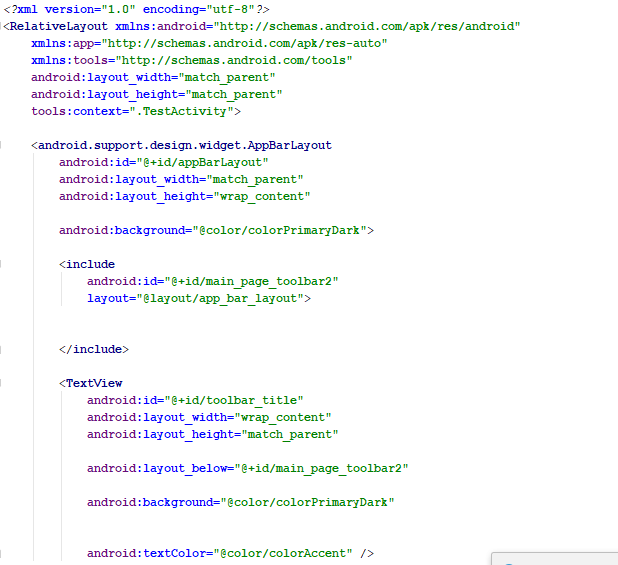 <?xml version="1.0" encoding="utf-8"?>
<RelativeLayout xmlns:android="http://schemas.android.com/apk/res/android"
    xmlns:app="http://schemas.android.com/apk/res-auto"
    xmlns:tools="http://schemas.android.com/tools"
    android:layout_width="match_parent"
    android:layout_height="match_parent"
    tools:context=".TestActivity">

    <android.support.design.widget.AppBarLayout
        android:id="@+id/appBarLayout"
        android:layout_width="match_parent"
        android:layout_height="wrap_content"

        android:background="@color/colorPrimaryDark">

        <include
            android:id="@+id/main_page_toolbar2"
            layout="@layout/app_bar_layout">


        </include>

        <TextView
            android:id="@+id/toolbar_title"
            android:layout_width="wrap_content"
            android:layout_height="match_parent"

            android:layout_below="@+id/main_page_toolbar2"

            android:background="@color/colorPrimaryDark"


            android:textColor="@color/colorAccent" />